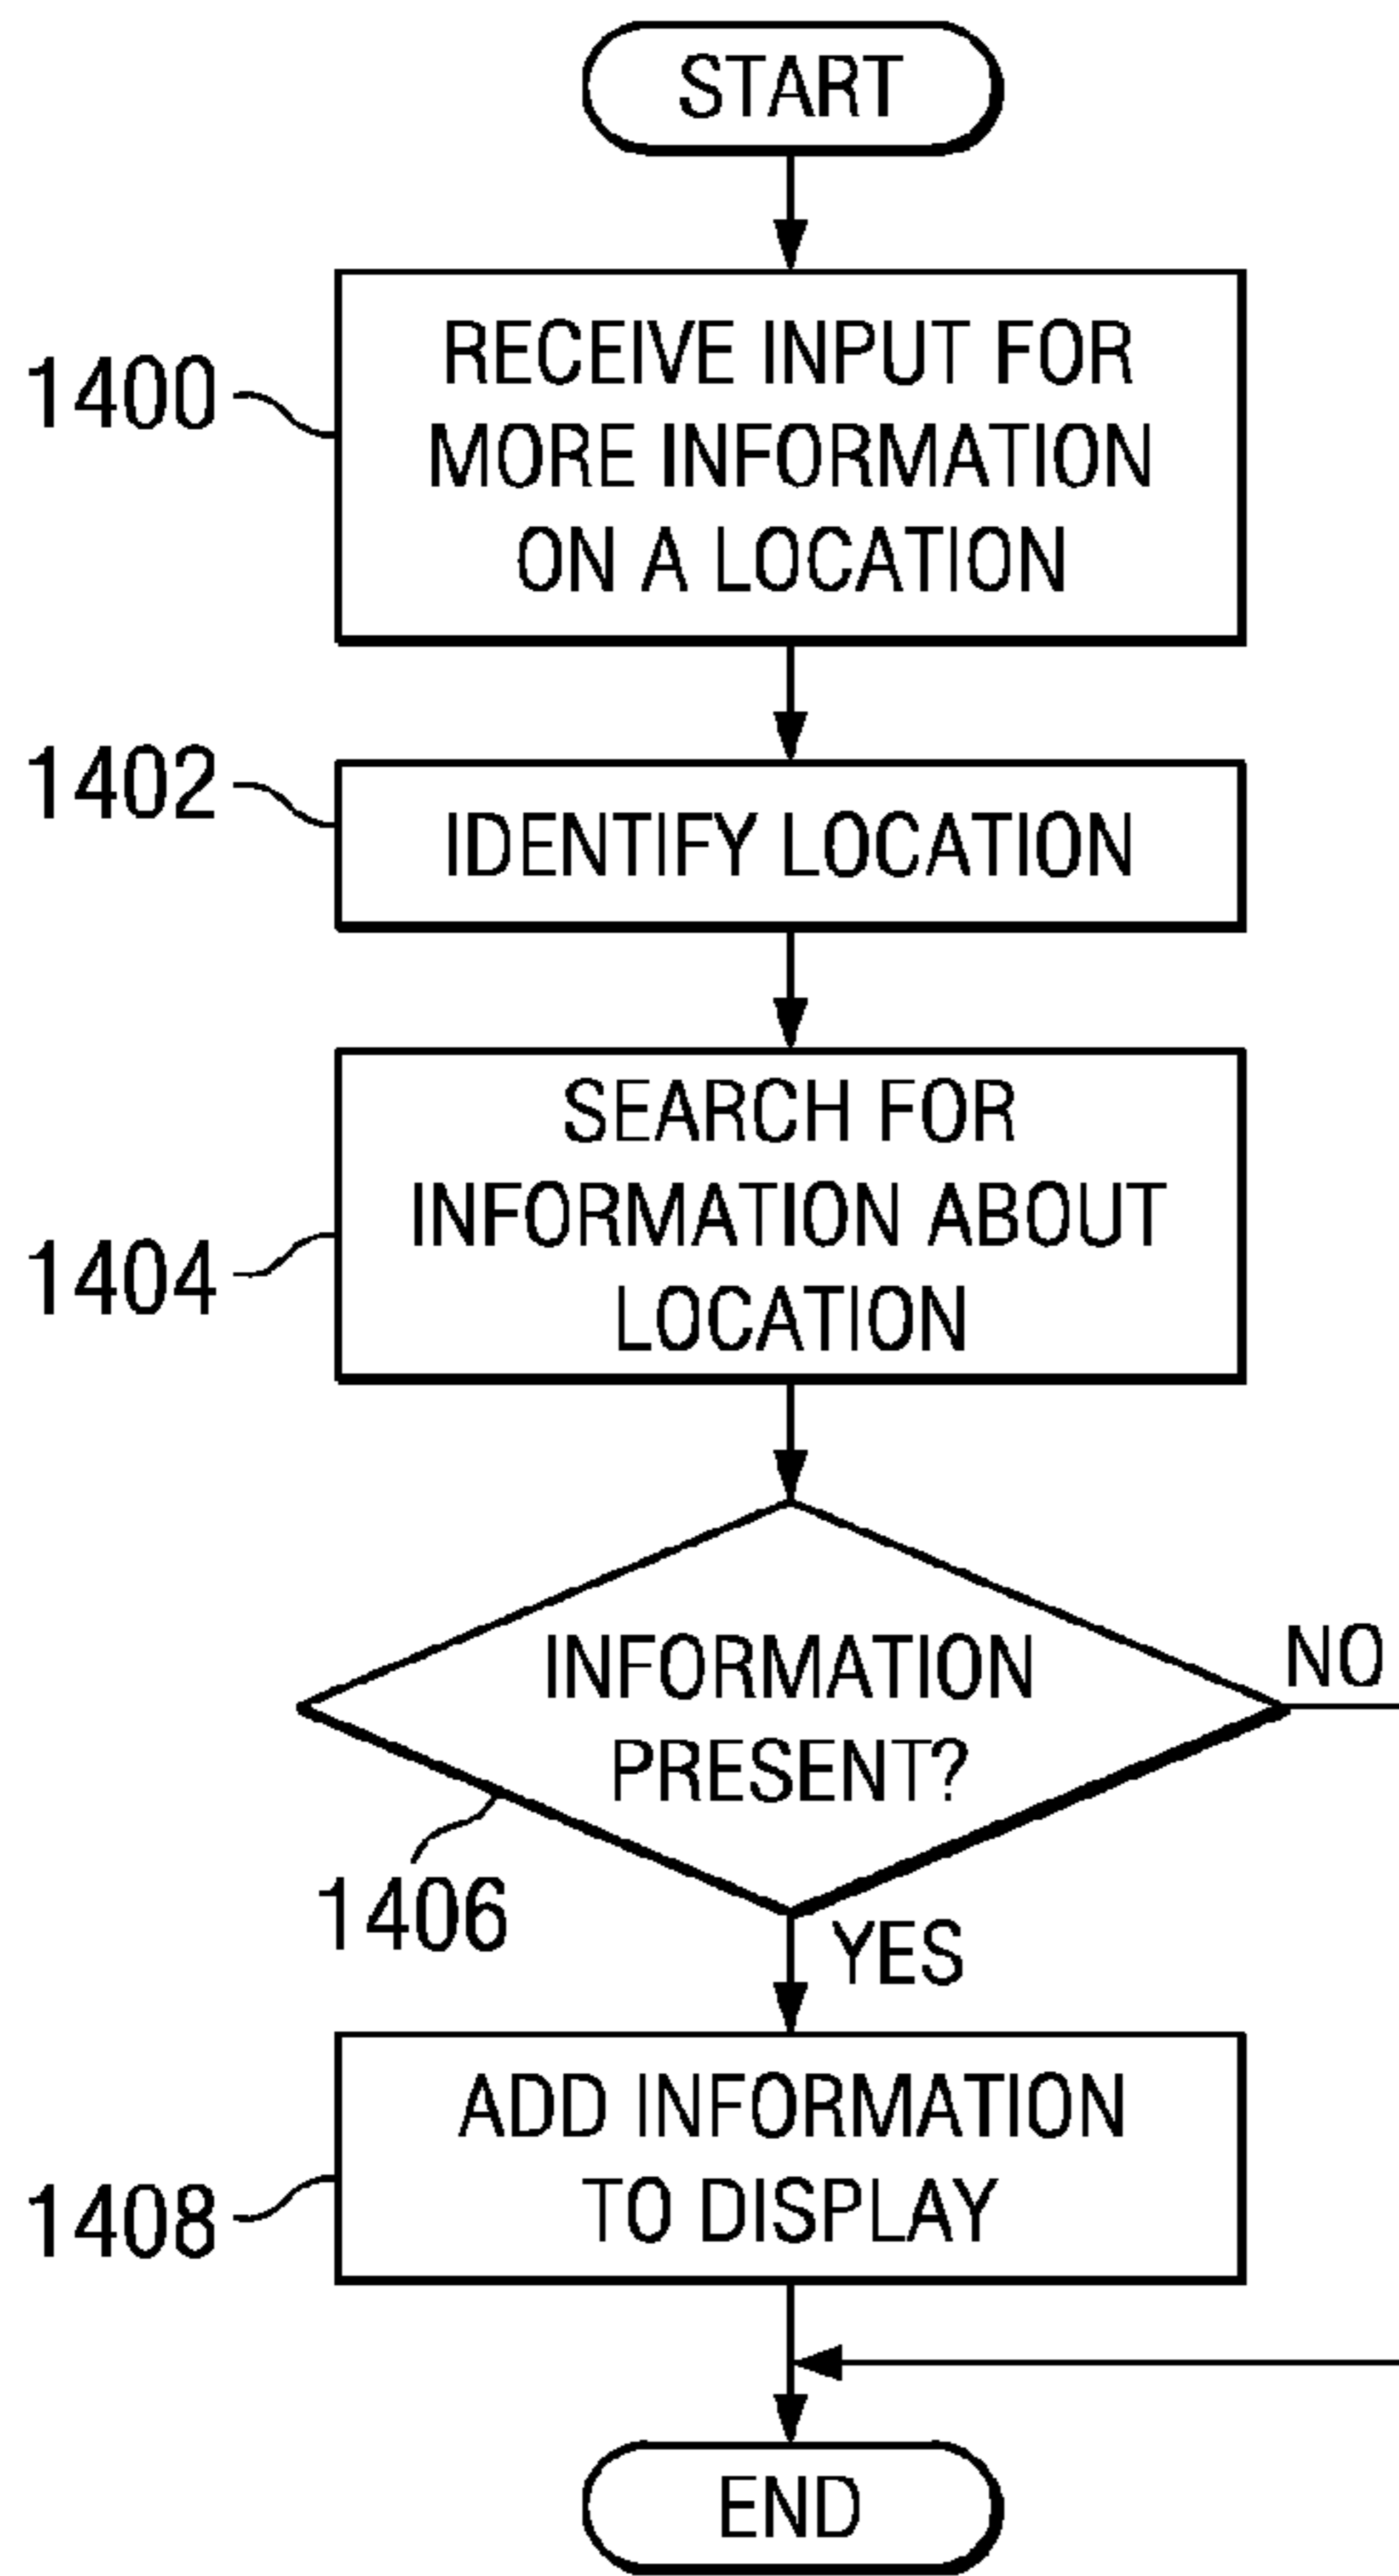 START
1400
RECEIVE INPUT FOR
MORE INFORMATION
ON A LOCATION
1402
IDENTIFY LOCATION
1404
SEARCH FOR
INFORMATION ABOUT
LOCATION
INFORMATION
PRESENT?
NO
1406
YES
1408
ADD INFORMATION
TO DISPLAY
END